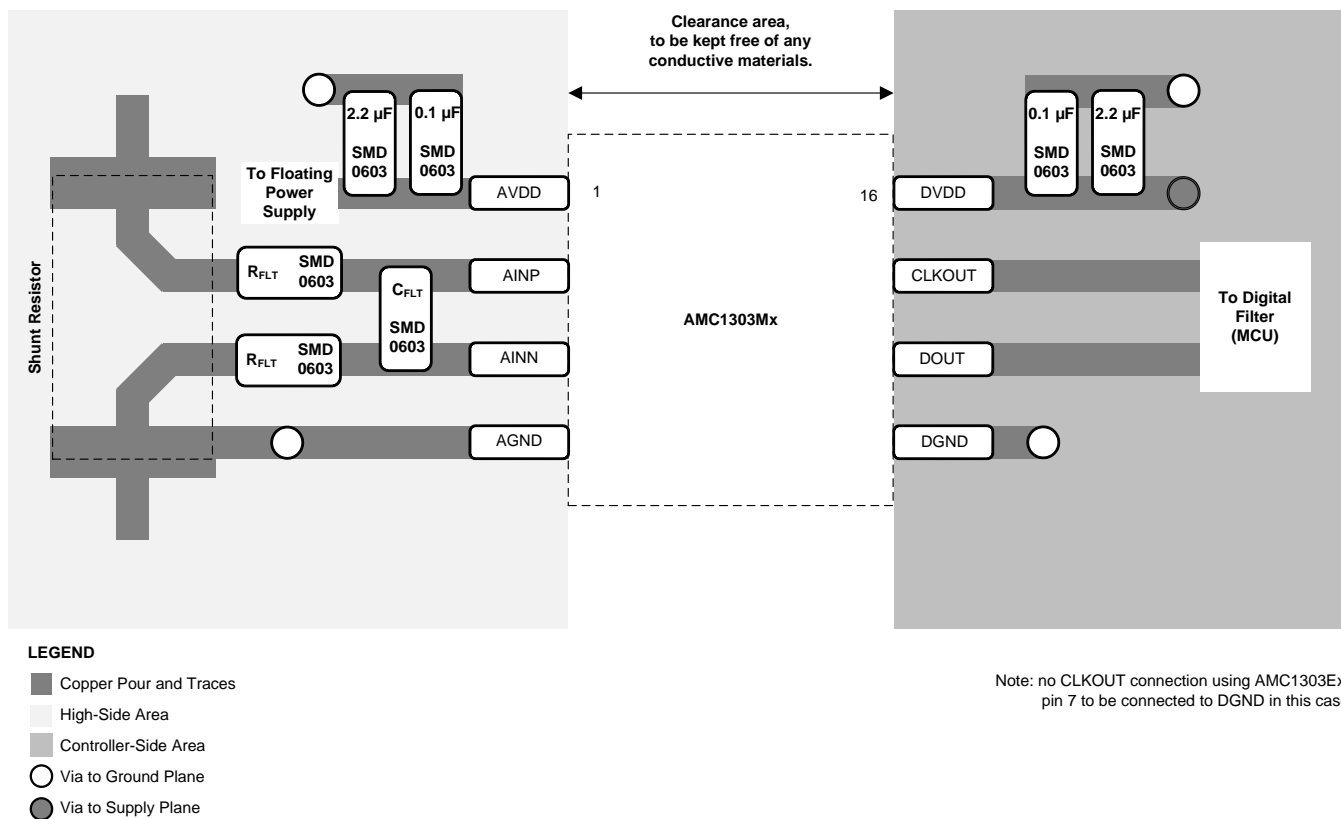 Clearance area,
to be kept free of any
conductive materials.
2.2 µF
SMD
0603
0.1 µF
SMD
0603
0.1 µF
SMD
0603
2.2 µF
SMD
0603
To Floating
Power
Supply
AVDD
1
16
DVDD
Shunt Resistor
RFLT
SMD
0603
CFLT
SMD
0603
AINP
CLKOUT
AMC1303Mx
To Digital
Filter
(MCU)
RFLT
SMD
0603
AINN
DOUT
AGND
DGND
LEGEND
Copper Pour and Traces
High-Side Area
Controller-Side Area
Via to Ground Plane
Via to Supply Plane
Note: no CLKOUT connection using AMC1303Ex
pin 7 to be connected to DGND in this cas